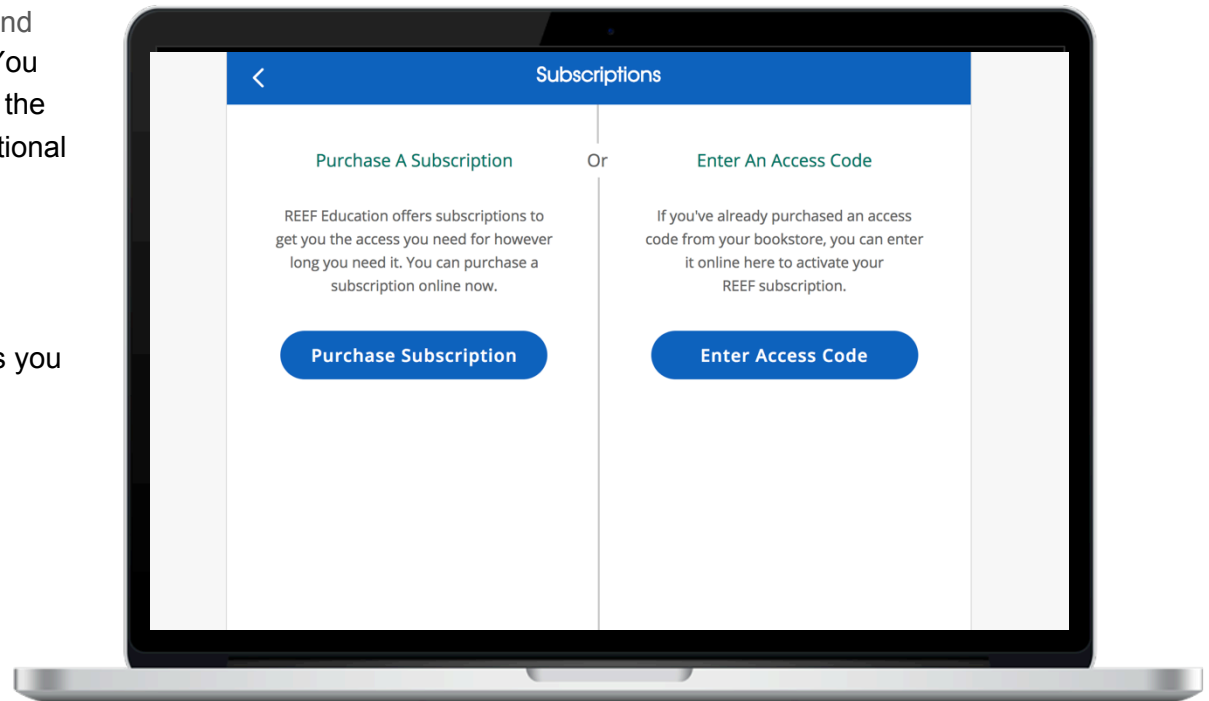 nd
You
the
tional
s you
Subscriptions
Purchase A Subscription
Or
Enter An Access Code
REEF Education offers subscriptions to
get you the access you need for however
long you need it. You can purchase a
subscription online now.
If you've already purchased an access
code from your bookstore, you can enter
it online here to activate your
REEF subscription.
Purchase Subscription
Enter Access Code